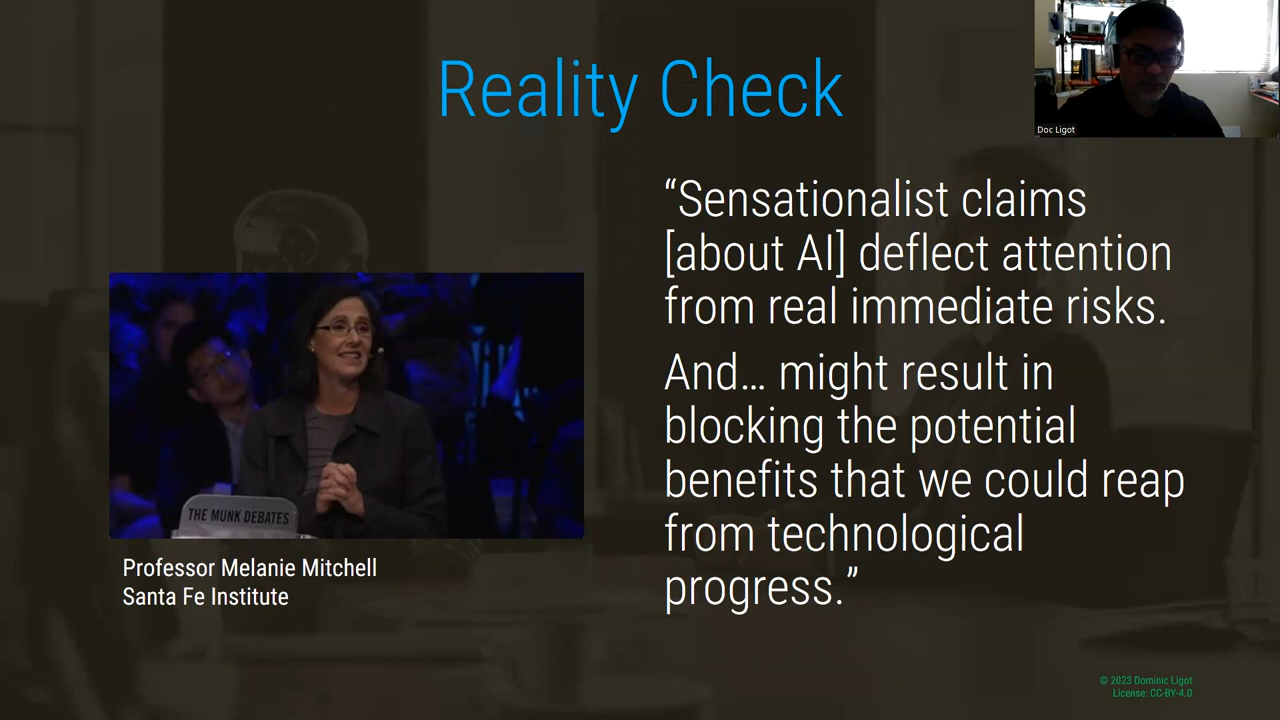 Reality Check
Doc Ligot
“Sensationalist claims
[about AI] deflect attention
from real immediate risks.
And... might result in
blocking the potential
benefits that we could reap
from technological
progress.”
THE MUNK DEBATES
Professor Melanie Mitchell
Santa Fe Institute
© 2023 Dominic Ligot
License: CC-BY-4.0